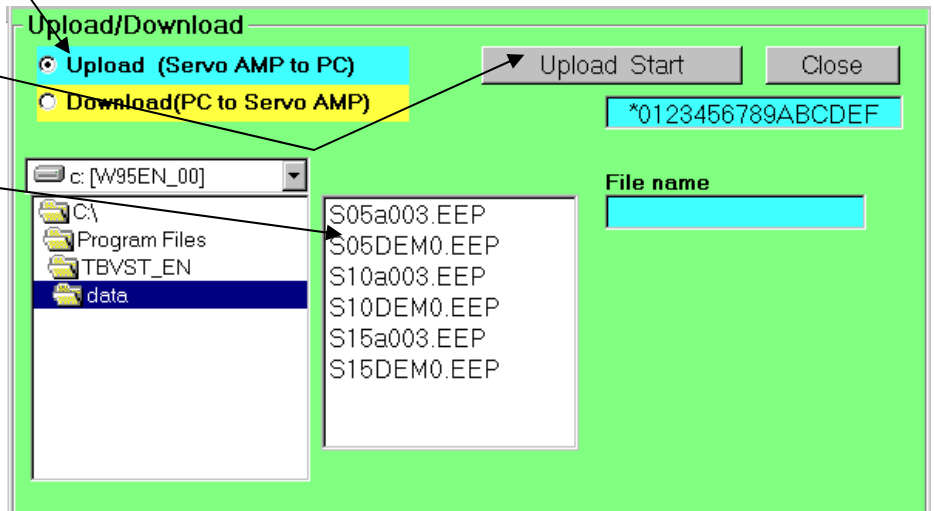 Upload/Download
Upload (Servo AMP to PC)
Download(PC to Servo AMP)
Upload Start
Close
*0123456789ABCDEF
c: [W95EN_00]
C:\
Program Files
TBVST_EN
data
S05a003.EEP
S05DEM0.EEP
S10a003.EEP
S10DEM0.EEP
S15a003.EEP
S15DEM0.EEP
File name